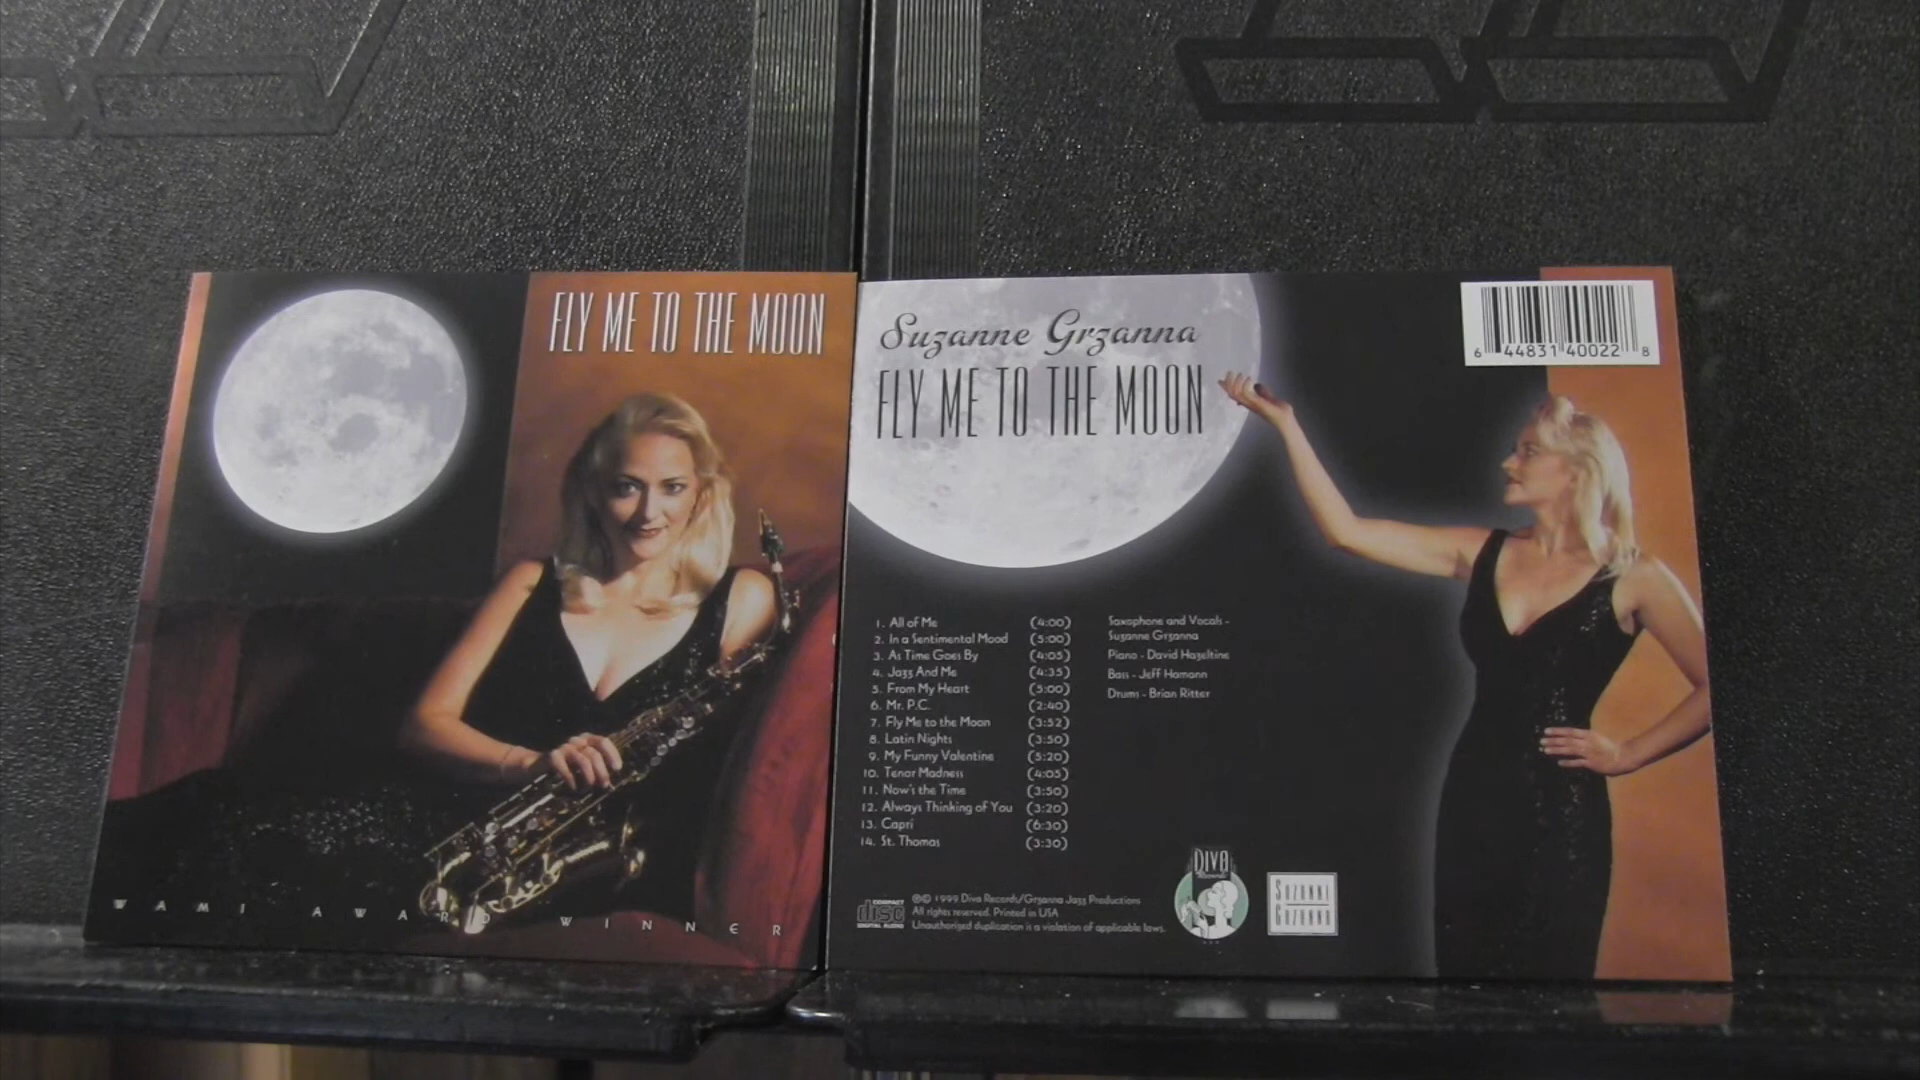 FLY ME TO THE MOON
WAMI AWARD WINNER
Suzanne Grzanna
FLY ME TO THE MOON
6 44831 40022 8
1. All of Me (4:00)
2. In a Sentimental Mood (5:00)
3. As Time Goes By (4:05)
4. Jazz And Me (4:35)
5. From My Heart (5:00)
6. Mr. P.C. (2:40)
7. Fly Me to the Moon (3:52)
8. Latin Nights (3:50)
9. My Funny Valentine (5:20)
10. Tenor Madness (4:05)
11. Now's the Time (3:50)
12. Always Thinking of You (3:20)
13. Capri (6:30)
14. St. Thomas (3:30)
Saxophone and Vocals -
Suzanne Grzanna
Piano - David Hazeltine
Bass - Jeff Hamann
Drums - Brian Ritter
COMPACT
disc
DIGITAL AUDIO
℗© 1999 Diva Records/Grzanna Jazz Productions
All rights reserved. Printed in USA
Unauthorized duplication is a violation of applicable laws.
DIVA
Records
SUZANNE
GRZANNA